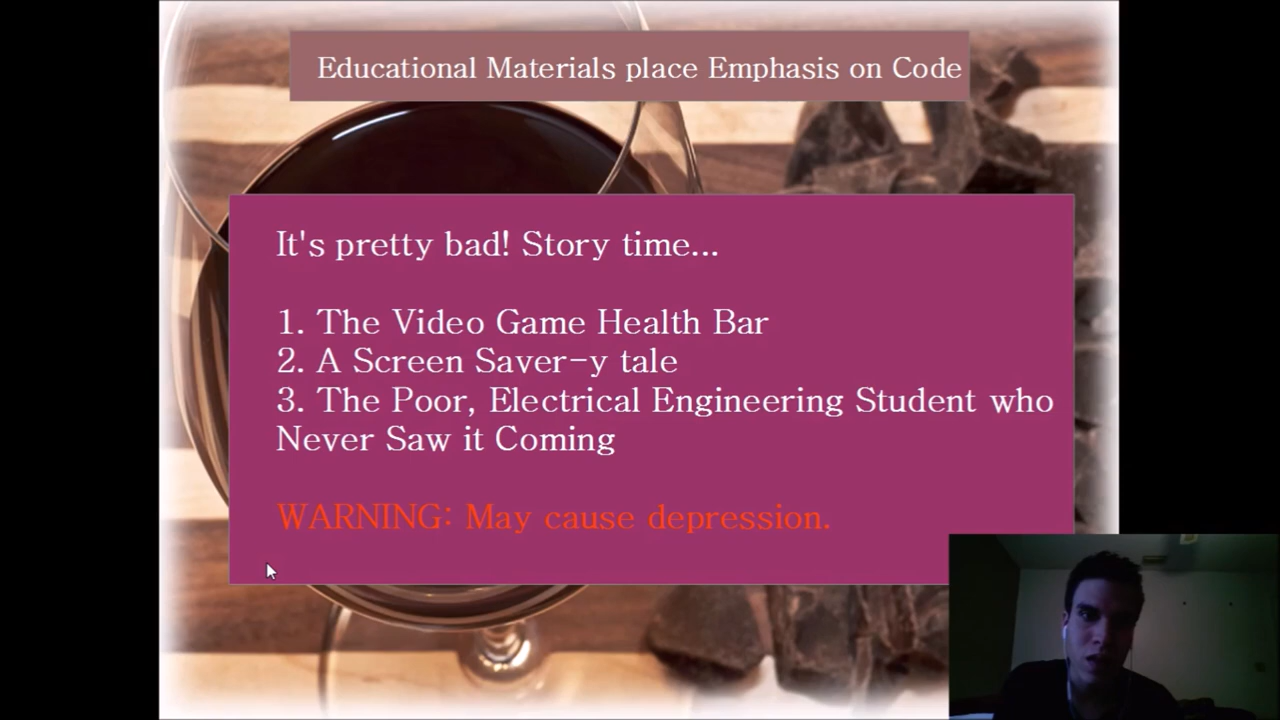 Educational Materials place Emphasis on Code
It's pretty bad! Story time...
1. The Video Game Health Bar
2. A Screen Saver-y tale
3. The Poor, Electrical Engineering Student who
Never Saw it Coming
WARNING: May cause depression.